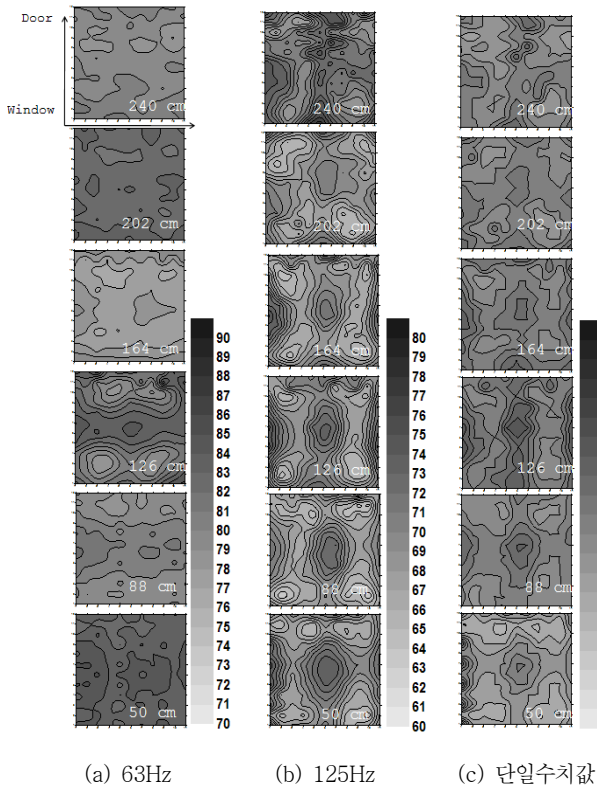 Door
Window
240 cm
202 cm
164 cm
126 cm
88 cm
50 cm
90
89
88
87
86
85
84
83
82
81
80
79
78
77
76
75
74
73
72
71
70
240 cm
202 cm
164 cm
126 cm
88 cm
50 cm
80
79
78
77
76
75
74
73
72
71
70
69
68
67
66
65
64
63
62
61
60
240 cm
202 cm
164 cm
126 cm
88 cm
50 cm
(a) 63Hz
(b) 125Hz
(c) 단일수치값